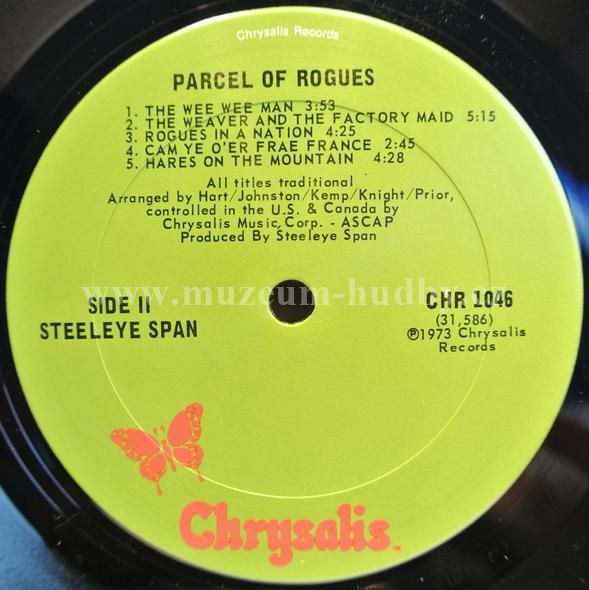 Chrysalis Records
PARCEL OF ROGUES
1. THE WEE WEE MAN 3:53
2. THE WEAVER AND THE FACTORY MAID 5:15
3. ROGUES IN A NATION 4:25
4. CAM YE O'ER FRAE FRANCE 2:45
5. HARES ON THE MOUNTAIN 4:28
All titles traditional
Arranged by Hart/Johnston/Kemp/Knight/Prior,
controlled in the U.S. & Canada by
Chrysalis Music Corp. - ASCAP
Produced By Steeleye Span
www.muzeum-hudby.cz
SIDE II
STEELEYE SPAN
CHR 1046
(31,586)
℗1973 Chrysalis
Records
Chrysalis™